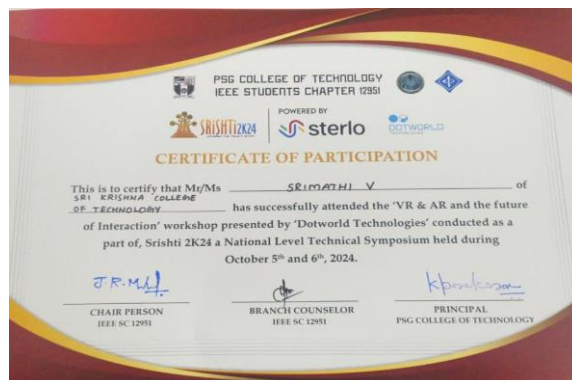 PSG COLLEGE OF TECHNOLOGY
IEEE STUDENTS CHAPTER 12951
SRISHTI2K24
POWERED BY
sterlo
DOTWORLD
TECHNOLOGIES
CERTIFICATE OF PARTICIPATION
This is to certify that Mr/Ms SRIMATHI V of
SRI KRISHNA COLLEGE
OF TECHNOLOGY has successfully attended the 'VR & AR and the future
of Interaction' workshop presented by 'Dotworld Technologies' conducted as a
part of, Srishti 2K24 a National Level Technical Symposium held during
October 5th and 6th, 2024.
CHAIR PERSON
IEEE SC 12951
BRANCH COUNSELOR
IEEE SC 12951
PRINCIPAL
PSG COLLEGE OF TECHNOLOGY